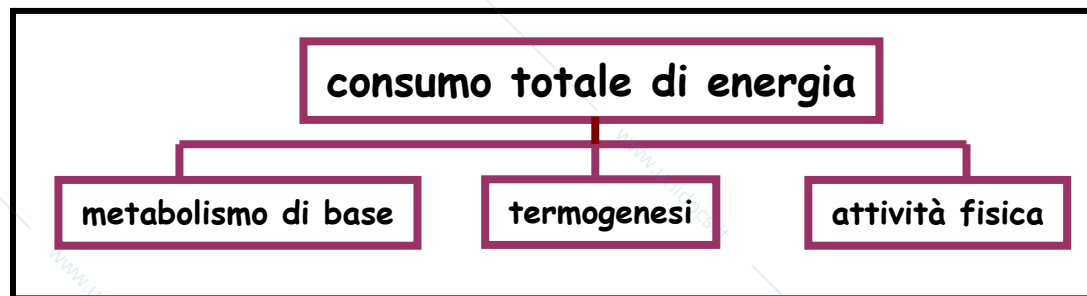 consumo totale di energia
metabolismo di base
termogenesi
attività fisica